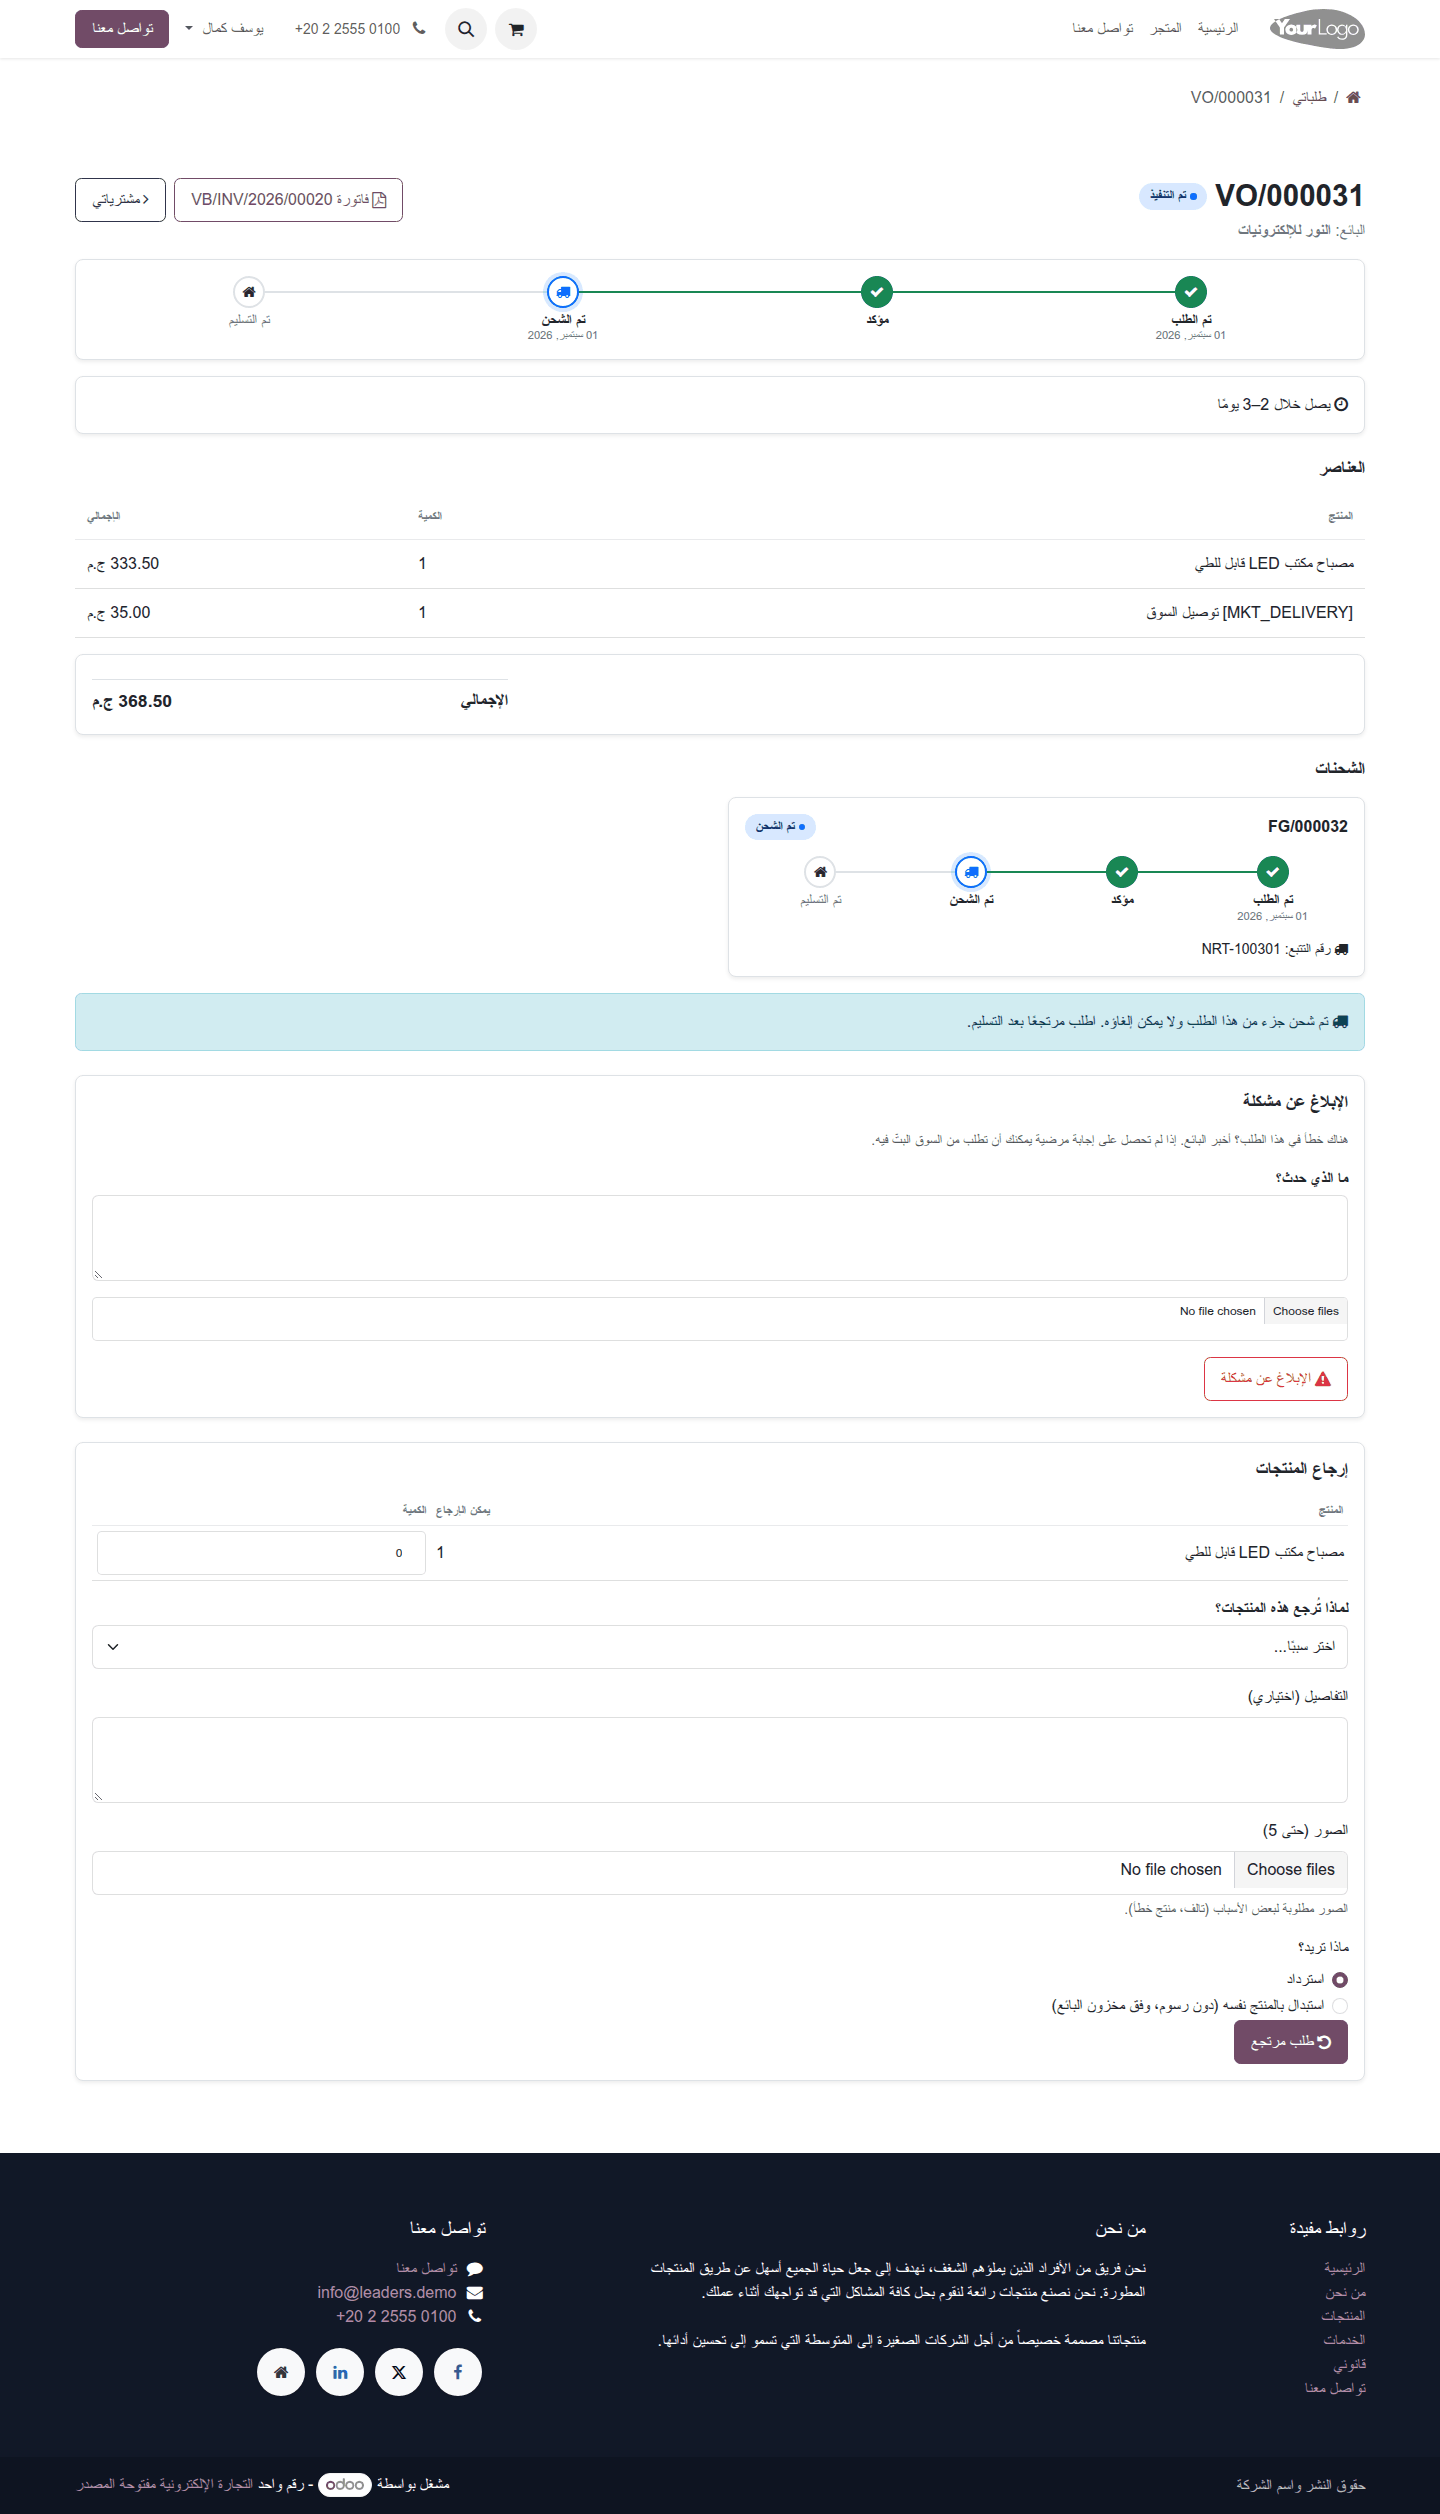 YourLogo
الرئيسية
المتجر
تواصل معنا
+20 2 2555 0100
يوسف كمال
تواصل معنا
/ طلباتي / VO/000031
VO/000031
تم التنفيذ
فاتورة VB/INV/2026/00020
مشترياتي
البائع: النور للإلكترونيات
تم الطلب
01 سبتمبر, 2026
مؤكد
تم الشحن
01 سبتمبر, 2026
تم التسليم
يصل خلال 2–3 يومًا
العناصر
المنتج
الكمية
الإجمالي
مصباح مكتب LED قابل للطي
1
333.50 ج.م
[MKT_DELIVERY] توصيل السوق
1
35.00 ج.م
الإجمالي
368.50 ج.م
الشحنات
FG/000032
تم الشحن
تم الطلب
01 سبتمبر, 2026
مؤكد
تم الشحن
تم التسليم
رقم التتبع: NRT-100301
تم شحن جزء من هذا الطلب ولا يمكن إلغاؤه. اطلب مرتجعًا بعد التسليم.
الإبلاغ عن مشكلة
هناك خطأ في هذا الطلب؟ أخبر البائع. إذا لم تحصل على إجابة مرضية يمكنك أن تطلب من السوق البتّ فيه.
ما الذي حدث؟
Choose files
No file chosen
الإبلاغ عن مشكلة
إرجاع المنتجات
المنتج
يمكن الإرجاع
الكمية
مصباح مكتب LED قابل للطي
1
0
لماذا تُرجع هذه المنتجات؟
اختر سببًا...
التفاصيل (اختياري)
الصور (حتى 5)
Choose files
No file chosen
الصور مطلوبة لبعض الأسباب (تالف، منتج خطأ).
ماذا تريد؟
استرداد
استبدال بالمنتج نفسه (دون رسوم، وفق مخزون البائع)
طلب مرتجع
روابط مفيدة
الرئيسية
من نحن
المنتجات
الخدمات
قانوني
تواصل معنا
من نحن
نحن فريق من الأفراد الذين يملؤهم الشغف، نهدف إلى جعل حياة الجميع أسهل عن طريق المنتجات
المطورة. نحن نصنع منتجات رائعة لنقوم بحل كافة المشاكل التي قد تواجهك أثناء عملك.
منتجاتنا مصممة خصيصاً من أجل الشركات الصغيرة إلى المتوسطة التي تسمو إلى تحسين أدائها.
تواصل معنا
تواصل معنا
info@leaders.demo
+20 2 2555 0100
حقوق النشر واسم الشركة
مشغل بواسطة odoo - رقم واحد التجارة الإلكترونية مفتوحة المصدر